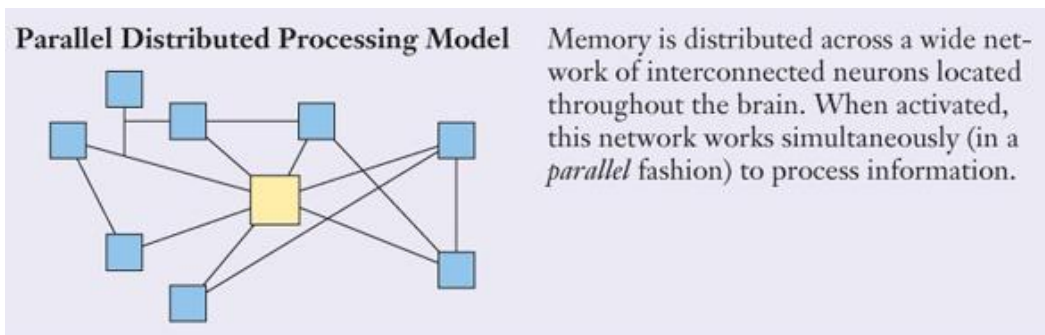 Parallel Distributed Processing Model
Memory is distributed across a wide net-
work of interconnected neurons located
throughout the brain. When activated,
this network works simultaneously (in a
parallel fashion) to process information.